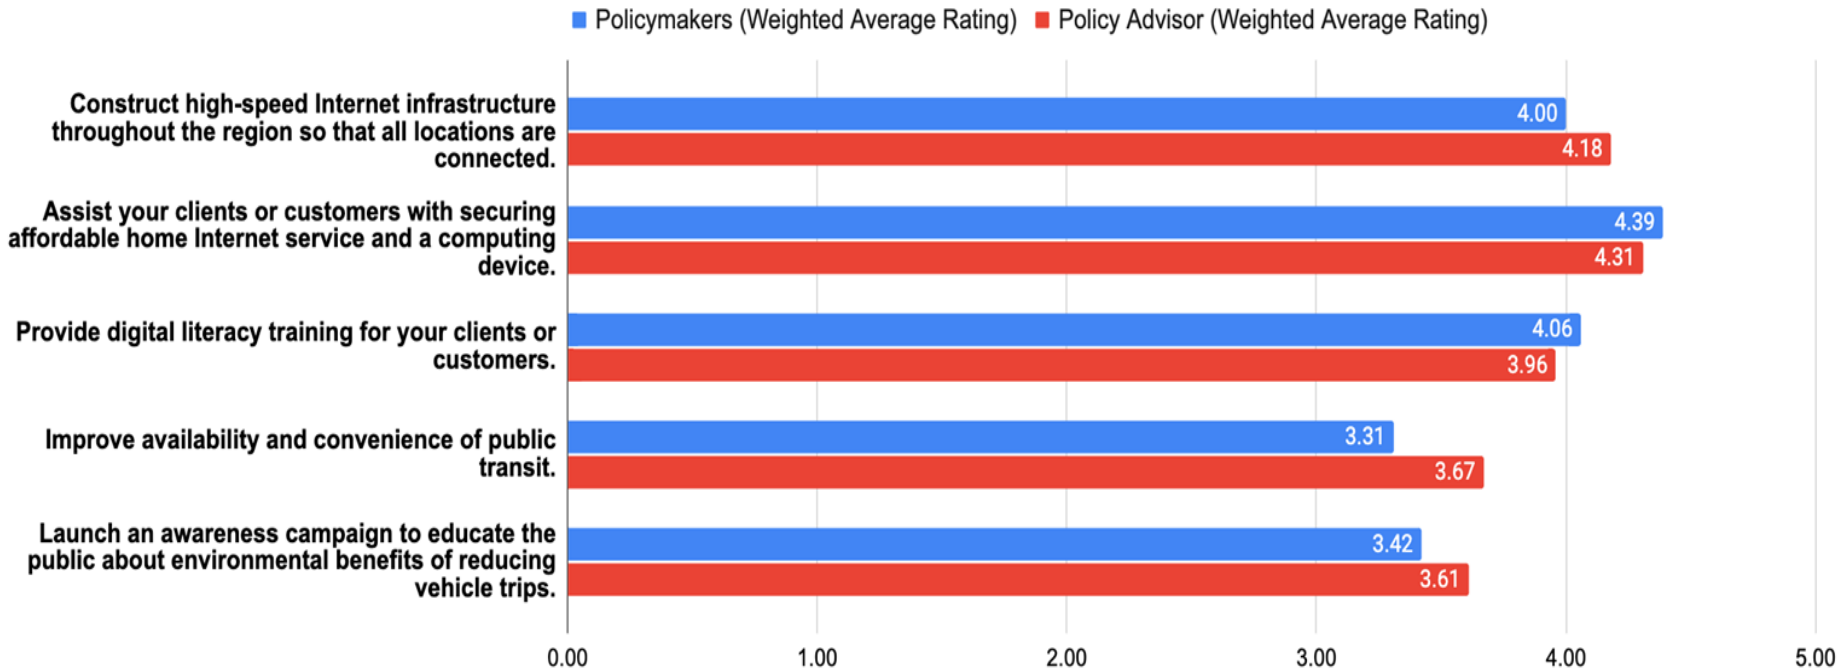 Policymakers (Weighted Average Rating) Policy Advisor (Weighted Average Rating)
Construct high-speed Internet infrastructure
throughout the region so that all locations are
connected.
4.00
4.18
Assist your clients or customers with securing
affordable home Internet service and a computing
device.
4.39
4.31
Provide digital literacy training for your clients or
customers.
4.06
3.96
Improve availability and convenience of public
transit.
3.31
3.67
Launch an awareness campaign to educate the
public about environmental benefits of reducing
vehicle trips.
3.42
3.61
0.00 1.00 2.00 3.00 4.00 5.00